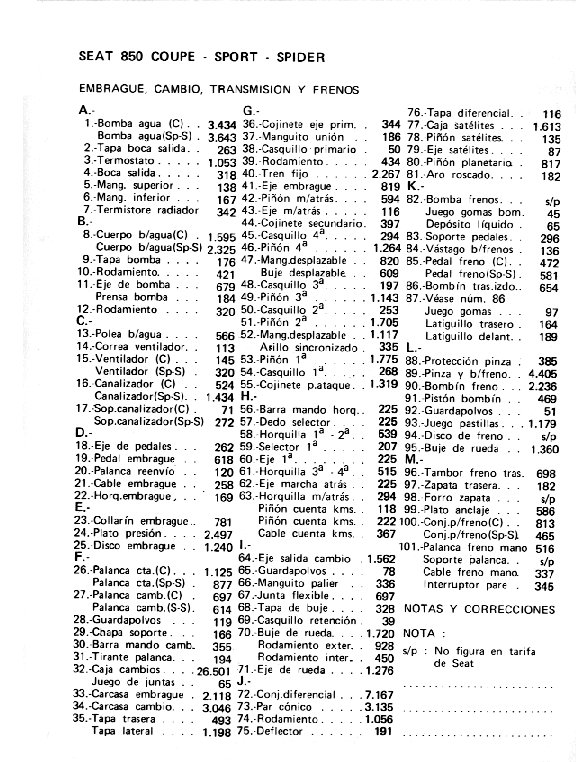 SEAT 850 COUPE - SPORT - SPIDER
EMBRAGUE, CAMBIO, TRANSMISION Y FRENOS
A.-
1.-Bomba agua (C) . . 3.434
Bomba agua(Sp-S) . 3.643
2.-Tapa boca salida. . 263
3.-Termostato . . . . . 1.053
4.-Boca salida. . . . . 318
5.-Mang. superior . . . 138
6.-Mang. inferior . . . 167
7.-Termistore radiador 342
B.-
8.-Cuerpo b/agua(C) . 1.595
Cuerpo b/agua(Sp-S) 2.325
9.-Tapa bomba . . . . 176
10.-Rodamiento. . . . . 421
11.-Eje de bomba . . . 679
Prensa bomba . . . 184
12.-Rodamiento . . . . 320
C.-
13.-Polea b/agua. . . . . 566
14.-Correa ventilador. . 113
15.-Ventilador (C) . . . 145
Ventilador (Sp-S) . 320
16.-Canalizador (C) . . 524
Canalizador(Sp-S). . 1.434
17.-Sop.canalizador(C) . 71
Sop.canalizador(Sp-S) 272
D.-
18.-Eje de pedales. . . 262
19.-Pedal embrague . . 618
20.-Palanca reenvío . . 120
21.-Cable embrague . . 258
22.-Horq.embrague. . . 169
E.-
23.-Collarín embrague. . 781
24.-Plato presión. . . . 2.497
25.-Disco embrague . . 1.240
F.-
26.-Palanca cta.(C). . . 1.125
Palanca cta.(Sp-S) . 877
27.-Palanca camb.(C) . 697
Palanca camb.(S-S). 614
28.-Guardapolvos . . . 119
29.-Chapa soporte. . . 166
30.-Barra mando camb. 355
31.-Tirante palanca. . . 194
32.-Caja cambios . . . 26.501
Juego de juntas . . 65
33.-Carcasa embrague . 2.118
34.-Carcasa cambio. . . 3.046
35.-Tapa trasera . . . . 493
Tapa lateral . . . . 1.198
G.-
36.-Cojinete eje prim. . 344
37.-Manguito unión . . 186
38.-Casquillo primario 50
39.-Rodamiento. . . . . 434
40.-Tren fijo . . . . . . 2.267
41.-Eje embrague. . . . 819
42.-Piñón m/atrás. . . . 594
43.-Eje m/atrás. . . . . 116
44.-Cojinete secundario. 397
45.-Casquillo 4ª. . . . . 294
46.-Piñón 4ª . . . . . 1.264
47.-Mang.desplazable . . 820
Buje desplazable . . 609
48.-Casquillo 3ª . . . . 197
49.-Piñón 3ª . . . . . . 1.143
50.-Casquillo 2ª . . . . 253
51.-Piñón 2ª . . . . . . 1.705
52.-Mang.desplazable . . 1.117
Anillo sincronizado . 335
53.-Piñón 1ª . . . . . . 1.775
54.-Casquillo 1ª. . . . . 268
55.-Cojinete p.ataque. . 1.319
H.-
56.-Barra mando horq. . 225
57.-Dedo selector. . . . 225
58.-Horquilla 1ª - 2ª. . 539
59.-Selector 1ª . . . . . 207
60.-Eje 1ª . . . . . . . 225
61.-Horquilla 3ª - 4ª. . 515
62.-Eje marcha atrás . . 225
63.-Horquilla m/atrás. . 294
Piñón cuenta kms. . 118
Piñón cuenta kms. . 222
Cable cuenta kms. . 367
I.-
64.-Eje salida cambio . 1.562
65.-Guardapolvos . . . . 78
66.-Manguito palier . . 336
67.-Junta flexible. . . . 697
68.-Tapa de buje . . . . 328
69.-Casquillo retención . 39
70.-Buje de rueda. . . . 1.720
Rodamiento exter. . 928
Rodamiento inter. . 450
71.-Eje de rueda . . . . 1.276
J.-
72.-Conj.diferencial . . . 7.167
73.-Par cónico . . . . . 3.135
74.-Rodamiento . . . . . 1.056
75.-Deflector . . . . . . 191
76.-Tapa diferencial. . 116
77.-Caja satélites . . . 1.613
78.-Piñón satélites. . . 135
79.-Eje satélites. . . . 87
80.-Piñón planetario. . 817
81.-Aro roscado. . . . 182
K.-
82.-Bomba frenos. . . s/p
Juego gomas bom. 45
Depósito líquido . 65
83.-Soporte pedales. . 296
84.-Vástago b/frenos . 136
85.-Pedal freno (C). . 472
Pedal freno(Sp-S). 581
86.-Bombín tras.izdo. . 654
87.-Véase núm. 86
Juego gomas . . . 97
Latiguillo trasero . 164
Latiguillo delant. . 189
L.-
88.-Protección pinza . 385
89.-Pinza y b/freno. . 4.405
90.-Bombín freno . . . 2.236
91.-Pistón bombín . . 469
92.-Guardapolvos . . . 51
93.-Juego pastillas. . . 1.179
94.-Disco de freno . . s/p
95.-Buje de rueda . . 1.360
M.-
96.-Tambor freno tras. 698
97.-Zapata trasera. . . 182
98.-Forro zapata . . . s/p
99.-Plato anclaje . . . 586
100.-Conj.p/freno(C). . 813
Conj.p/freno(Sp-S). 465
101.-Palanca freno mano 516
Soporte palanca. . s/p
Cable freno mano. 337
Interruptor pare . 345
NOTAS Y CORRECCIONES
NOTA :
s/p : No figura en tarifa
de Seat